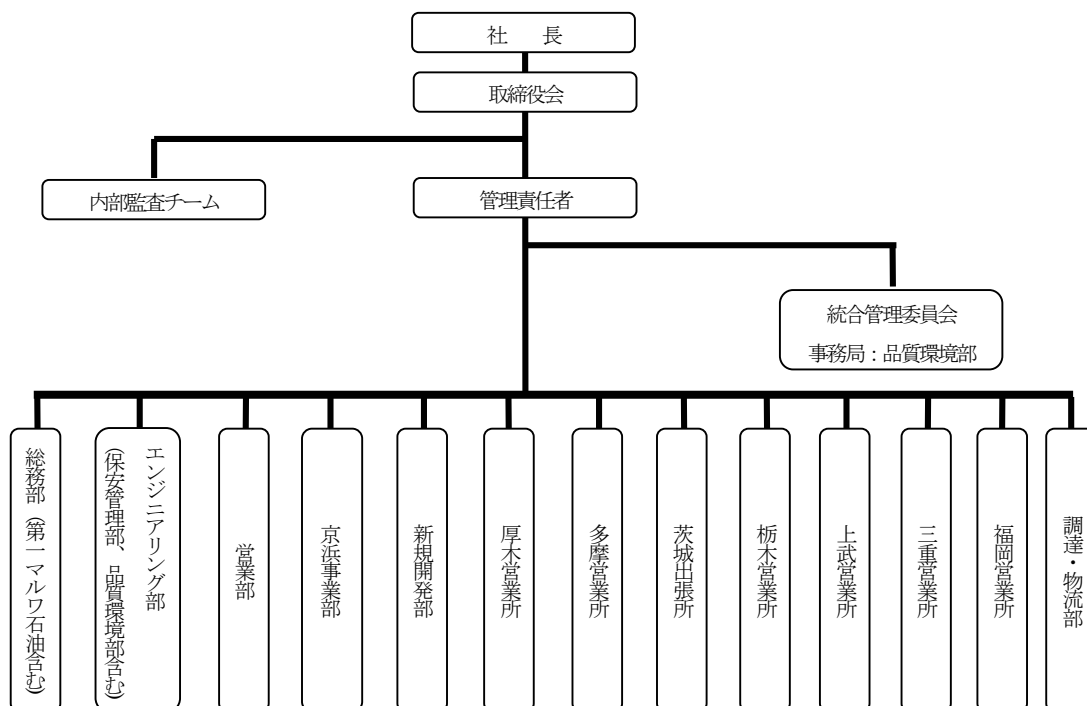 社　長
取締役会
内部監査チーム
管理責任者
統合管理委員会
事務局：品質環境部
総務部（第一マルワ石油含む）
エンジニアリング部
（保安管理部、品質環境部含む）
営業部
京浜事業部
新規開発部
厚木営業所
多摩営業所
茨城出張所
栃木営業所
上武営業所
三重営業所
福岡営業所
調達・物流部